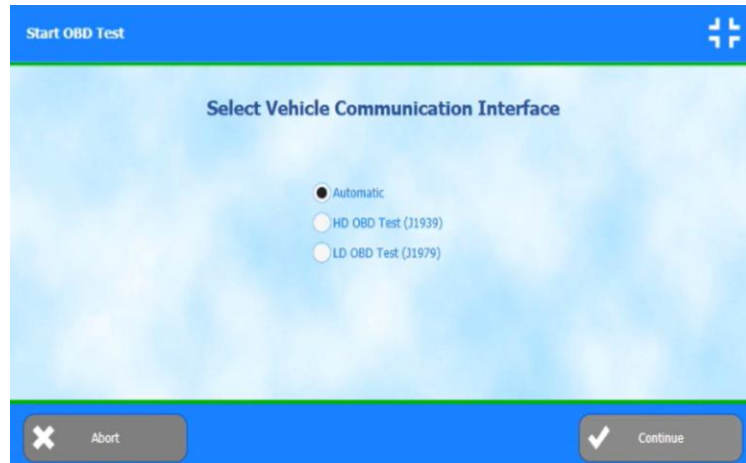 Start OBD Test
Select Vehicle Communication Interface
Automatic
HD OBD Test (J1939)
LD OBD Test (J1979)
Abort
Continue